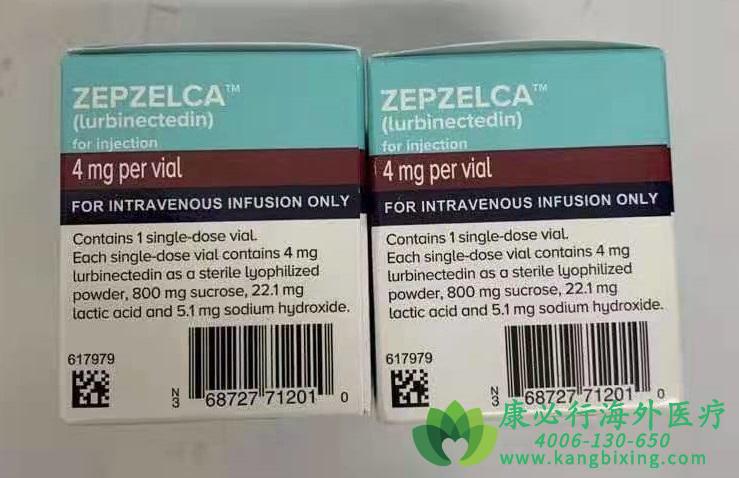 ZEPZELCA™
(lurbinectedin)
for injection
4 mg per vial
FOR INTRAVENOUS INFUSION ONLY
Contains 1 single-dose vial.
Each single-dose vial contains 4 mg
lurbinectedin as a sterile lyophilized
powder, 800 mg sucrose, 22.1 mg
lactic acid and 5.1 mg sodium hydroxide.
617979
N
3
68727 71201 0
ZEPZELCA™
(lurbinectedin)
for injection
4 mg per vial
FOR INTRAVENOUS INFUSION ONLY
Contains 1 single-dose vial.
Each single-dose vial contains 4 mg
lurbinectedin as a sterile lyophilized
powder, 800 mg sucrose, 22.1 mg
lactic acid and 5.1 mg sodium hydroxide.
617979
N
3
68727 71201 0
康必行海外医疗
4006-130-650
www.kangbixing.com